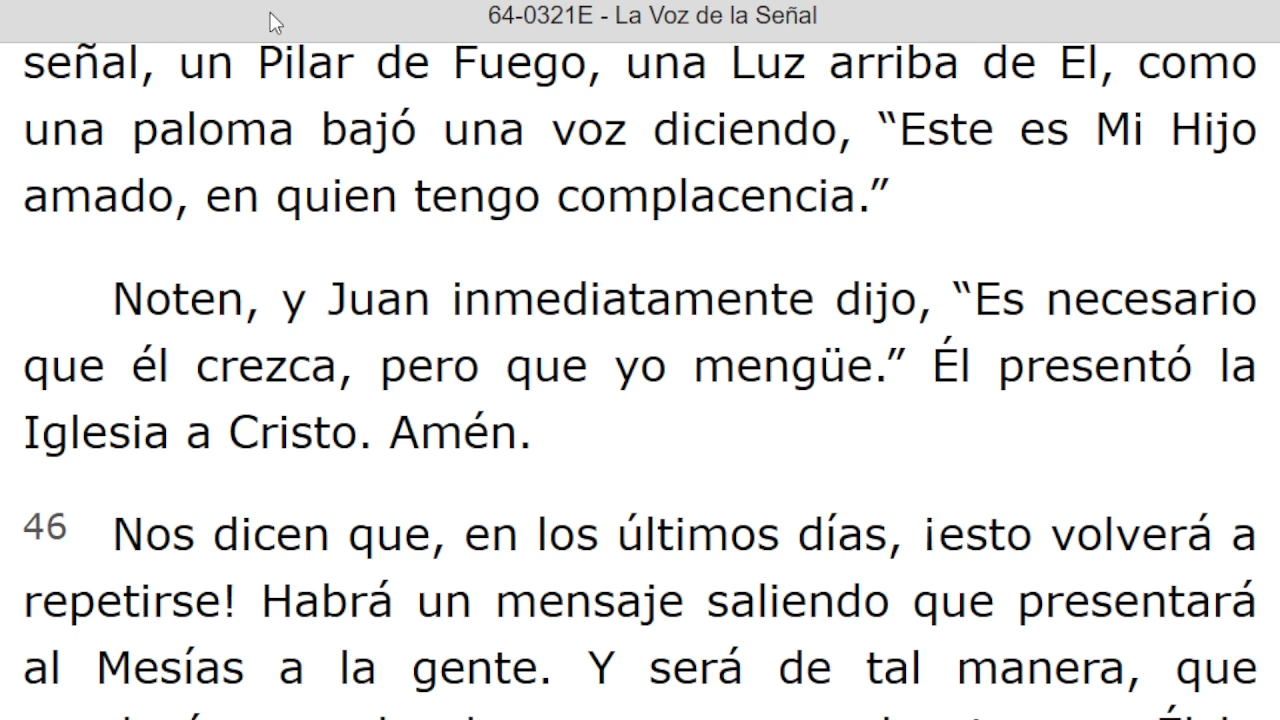 64-0321E - La Voz de la Señal
señal, un Pilar de Fuego, una Luz arriba de Él, como
una paloma bajó una voz diciendo, “Este es Mi Hijo
amado, en quien tengo complacencia.”
Noten, y Juan inmediatamente dijo, “Es necesario
que él crezca, pero que yo mengüe.” Él presentó la
Iglesia a Cristo. Amén.
46 Nos dicen que, en los últimos días, ¡esto volverá a
repetirse! Habrá un mensaje saliendo que presentará
al Mesías a la gente. Y será de tal manera, que